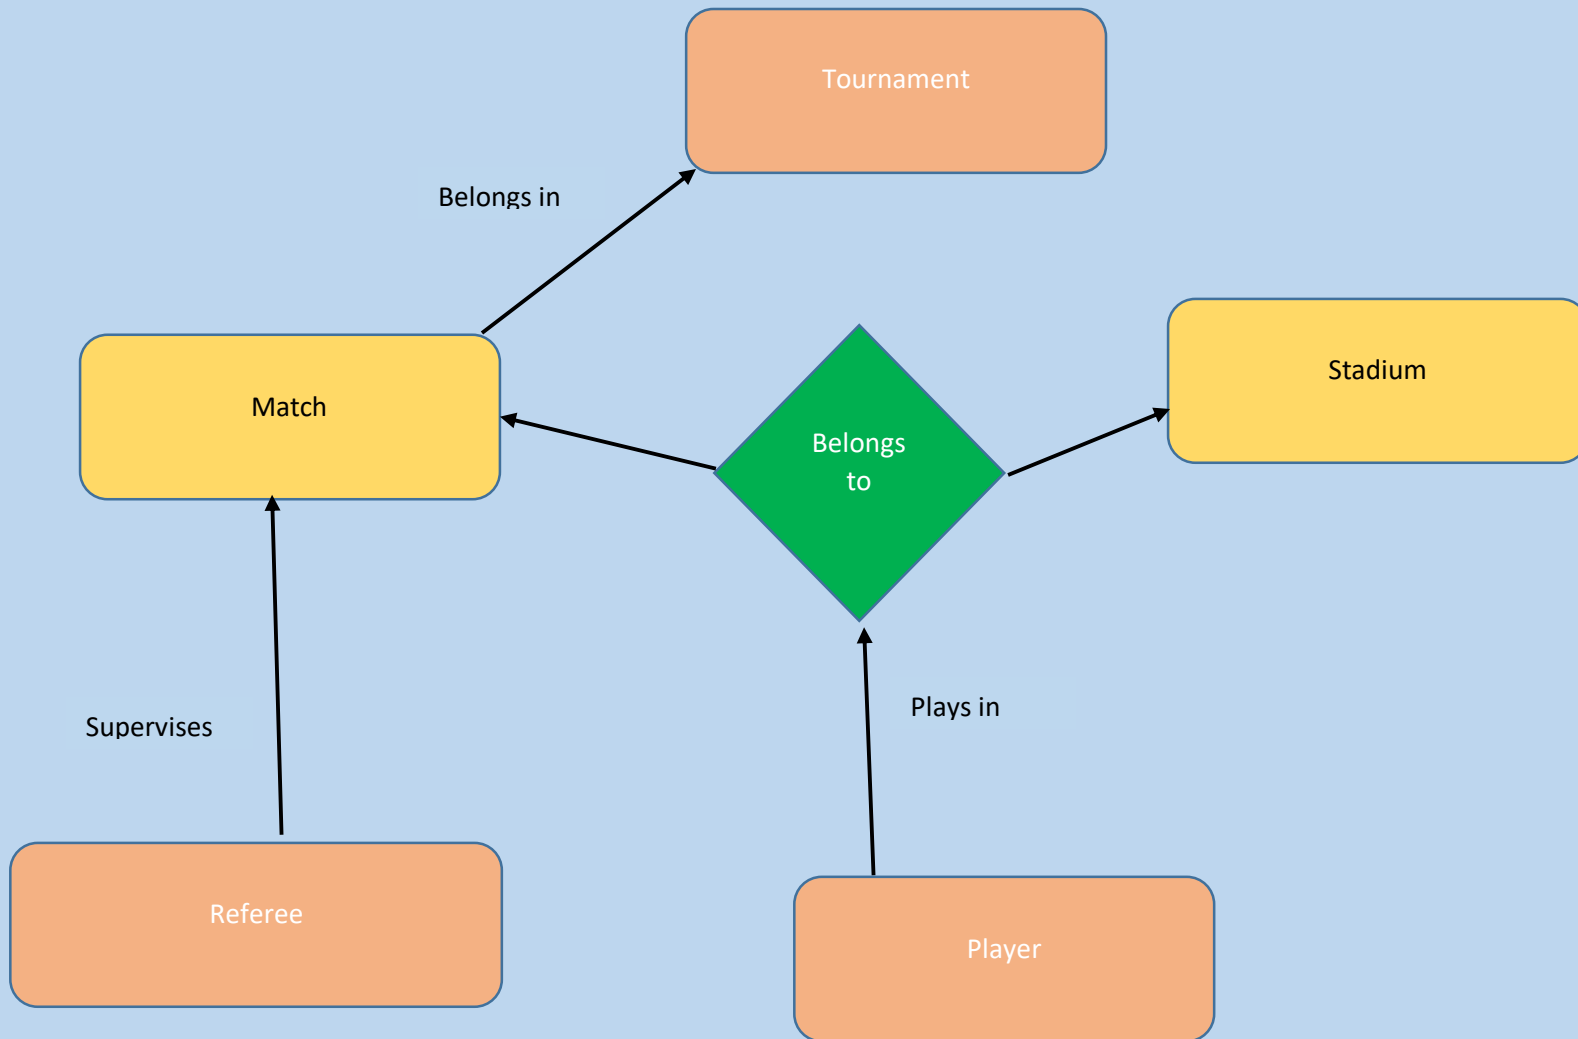 Tournament
Belongs in
Stadium
Match
Belongs
to
Plays in
Supervises
Referee
Player